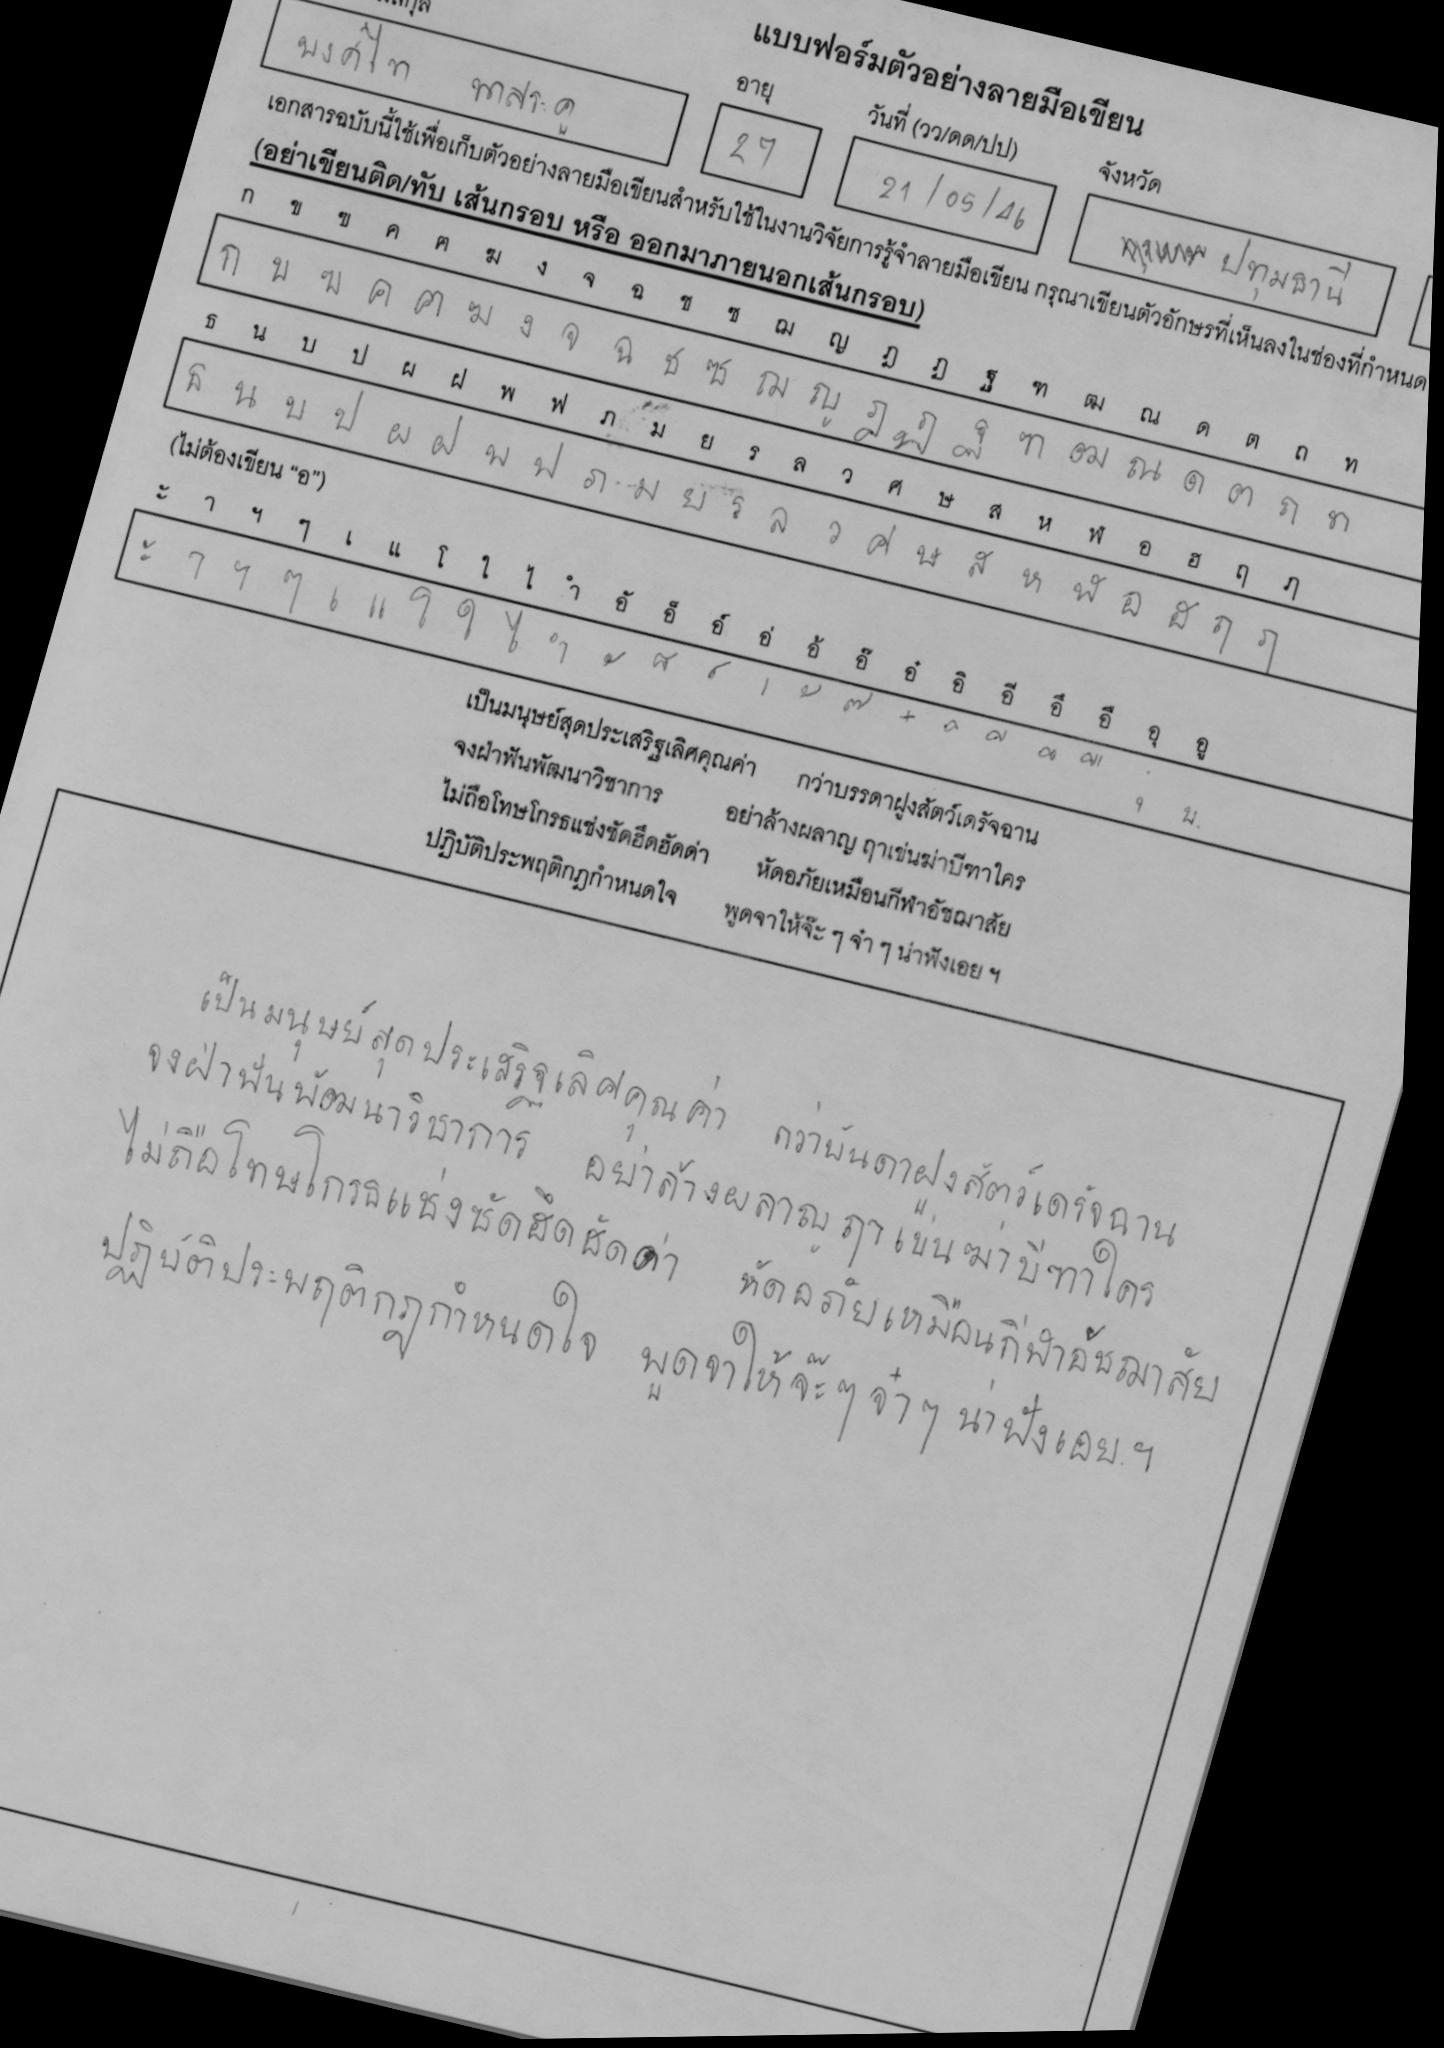 แบบฟอร์มตัวอย่างลายมือเขียน
อายุ วันที่ (วว/ดด/ปป) จังหวัด
27 21/05/46 ปทุมธานี
เอกสารฉบับนี้ใช้เพื่อเก็บตัวอย่างลายมือเขียนสำหรับใช้ในงานวิจัยการรู้จำลายมือเขียน กรุณาเขียนตัวอักษรที่เห็นลงในช่องที่กำหนด
(อย่าเขียนติด/ทับ เส้นกรอบ หรือ ออกมาภายนอกเส้นกรอบ)
ก ข ฃ ค ฅ ฆ ง จ ฉ ช ซ ฌ ญ ฎ ฏ ฐ ฑ ฒ ณ ด ต ถ ท
ก ข ฃ ค ฅ ฆ ง จ ฉ ช ซ ฌ ญ ฎ ฏ ฐ ฑ ฒ ณ ด ต ถ ท
ธ น บ ป ผ ฝ พ ฟ ภ ม ย ร ล ว ศ ษ ส ห ฬ อ ฮ ฤ ฦ
ธ น บ ป ผ ฝ พ ฟ ภ ม ย ร ล ว ศ ษ ส ห ฬ อ ฮ ฤ ฦ
(ไม่ต้องเขียน "อ")
ะ า ฯ ๆ เ แ โ ใ ไ ำ อั อ็ อ์ อ่ อ้ อ๊ อ๋ อิ อี อึ อื อุ อู
ะ า ฯ ๆ เ แ โ ใ ไ ำ ั ็ ์ ่ ้ ๊ ๋ ิ ี ึ ื ุ ู
เป็นมนุษย์สุดประเสริฐเลิศคุณค่า กว่าบรรดาฝูงสัตว์เดรัจฉาน
จงฝ่าฟันพัฒนาวิชาการ อย่าล้างผลาญ ฤาเข่นฆ่าบีฑาใคร
ไม่ถือโทษโกรธแช่งซัดฮึดฮัดด่า หัดอภัยเหมือนกีฬาอัชฌาสัย
ปฏิบัติประพฤติกฎกำหนดใจ พูดจาให้จ๊ะ ๆ จ๋า ๆ น่าฟังเอย ฯ
เป็นมนุษย์สุดประเสริฐเลิศคุณค่า กว่าบันดาฝูงสัตว์เดรัจฉาน
จงฝ่าฟันพัฒนาวิชาการ อย่าล้างผลาญ ฤาเข่นฆ่าบีฑาใคร
ไม่ถือโทษโกรธแช่งซัดฮึดฮัดด่า หัดอภัยเหมือนกีฬาอัชฌาสัย
ปฏิบัติประพฤติกฎกำหนดใจ พูดจาให้จ๊ะๆ จ๋าๆ น่าฟังเอย ฯ